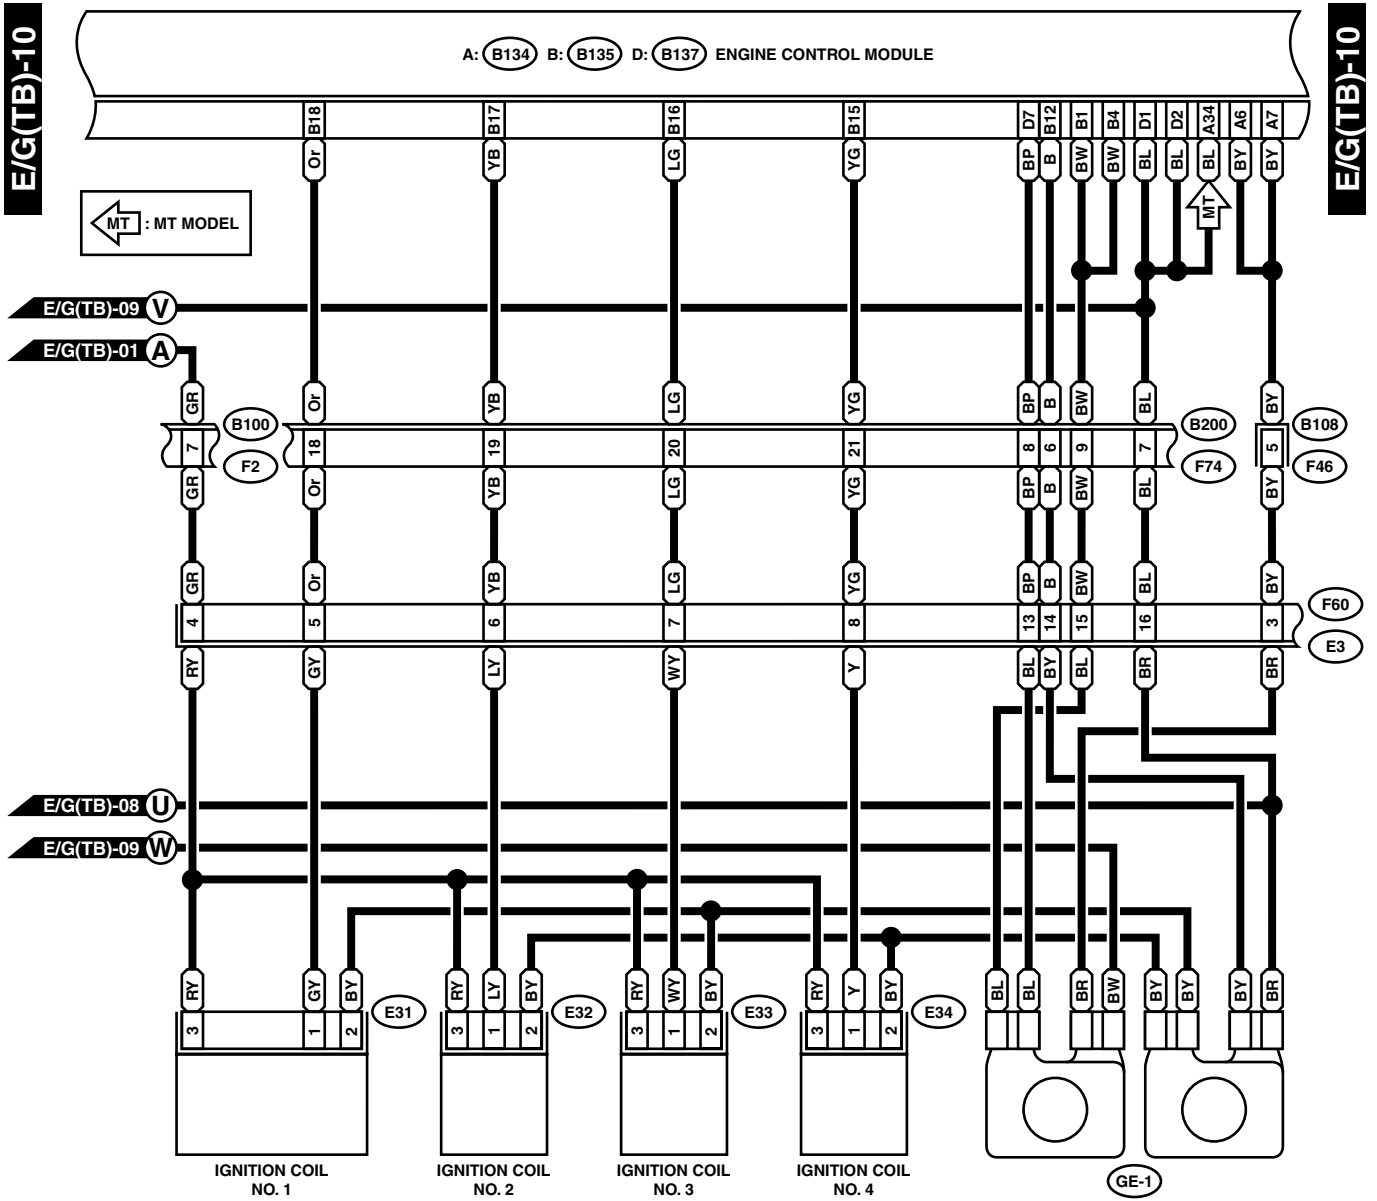 E/G(TB)-10
E/G(TB)-10
A: B134 B: B135 D: B137 ENGINE CONTROL MODULE
B18 B17 B16 B15 D7 B12 B1 B4 D1 D2 A34 A6 A7
Or YB LG YG BP B BW BW BL BL BL BY BY
MT : MT MODEL
MT
E/G(TB)-09 V
E/G(TB)-01 A
GR Or YB LG YG BP B BW BL BY
B100 B200 B108
7 18 19 20 21 8 6 9 7 5
F2 F74 F46
GR Or YB LG YG BP B BW BL BY
GR Or YB LG YG BP B BW BL BY
F60
4 5 6 7 8 13 14 15 16 3
E3
RY GY LY WY Y BL BY BL BR BR
E/G(TB)-08 U
E/G(TB)-09 W
RY GY BY RY LY BY RY WY BY RY Y BY BL BL BR BW BY BY BY BR
E31 E32 E33 E34
3 1 2 3 1 2 3 1 2 3 1 2
IGNITION COIL
NO. 1
IGNITION COIL
NO. 2
IGNITION COIL
NO. 3
IGNITION COIL
NO. 4
GE-1